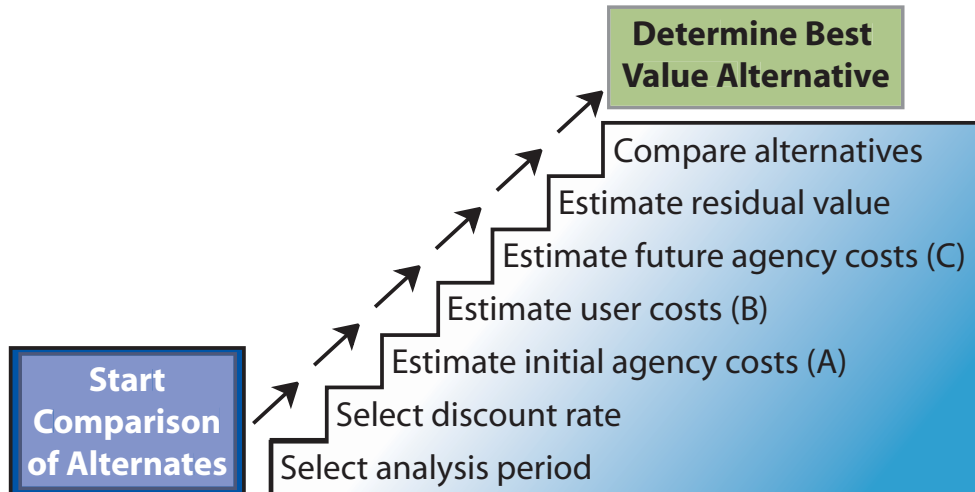 Determine Best
Value Alternative
Compare alternatives
Estimate residual value
Estimate future agency costs (C)
Estimate user costs (B)
Estimate initial agency costs (A)
Select discount rate
Select analysis period
Start
Comparison
of Alternates